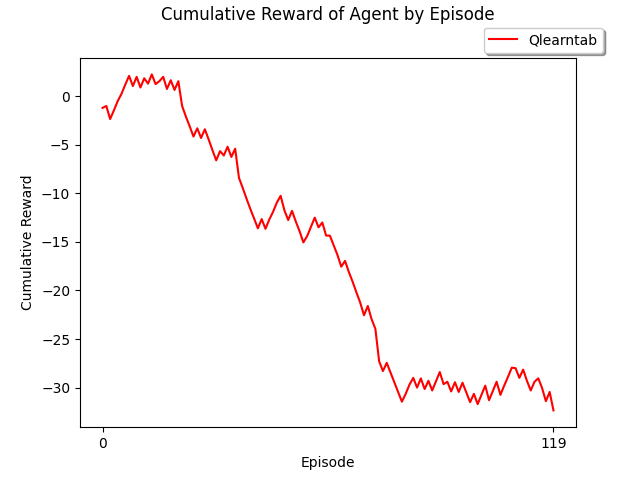 Cumulative Reward of Agent by Episode
Qlearntab
0
−5
−10
−15
−20
−25
−30
Cumulative Reward
0
119
Episode